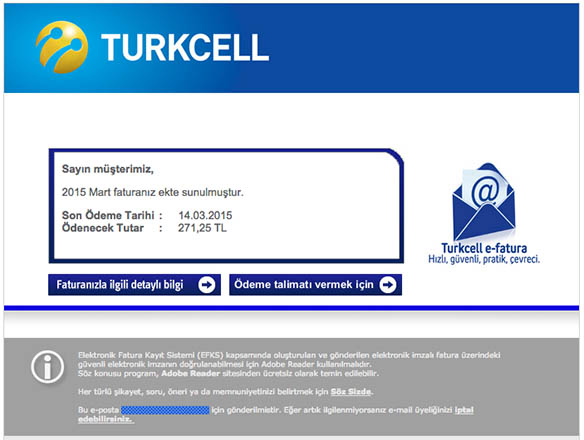 TURKCELL
Sayın müşterimiz,
2015 Mart faturanız ekte sunulmuştur.
Son Ödeme Tarihi : 14.03.2015
Ödenecek Tutar : 271,25 TL
@
Turkcell e-fatura
Hızlı, güvenli, pratik, çevreci.
Faturanızla ilgili detaylı bilgi
Ödeme talimatı vermek için
Elektronik Fatura Kayıt Sistemi (EFKS) kapsamında oluşturulan ve gönderilen elektronik imzalı fatura üzerindeki
güvenli elektronik imzanın doğrulanabilmesi için Adobe Reader kullanılmalıdır.
Söz konusu program, Adobe Reader sitesinden ücretsiz olarak temin edilebilir.
Her türlü şikayet, soru, öneri ya da memnuniyetinizi belirtmek için Söz Sizde.
Bu e-posta için gönderilmiştir. Eğer artık ilgilenmiyorsanız e-mail üyeliğinizi iptal
edebilirsiniz.